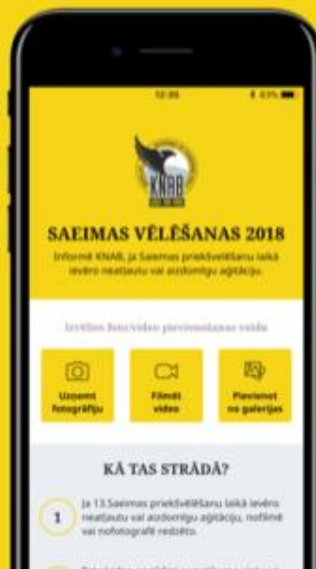 KNAB
SAEIMAS VĒLĒŠANAS 2018
Informē KNAB, ja Saeimas priekšvēlēšanu laikā
ievēro neatļautu vai aizdomīgu aģitāciju.
Izvēlies foto/video pievienošanas veidu
Uzņemt
fotogrāfiju
Filmēt
video
Pievienot
no galerijas
KĀ TAS STRĀDĀ?
1
Ja 13.Saeimas priekšvēlēšanu laikā ievēro
neatļautu vai aizdomīgu aģitāciju, nofilmē
vai nofotografē redzēto.